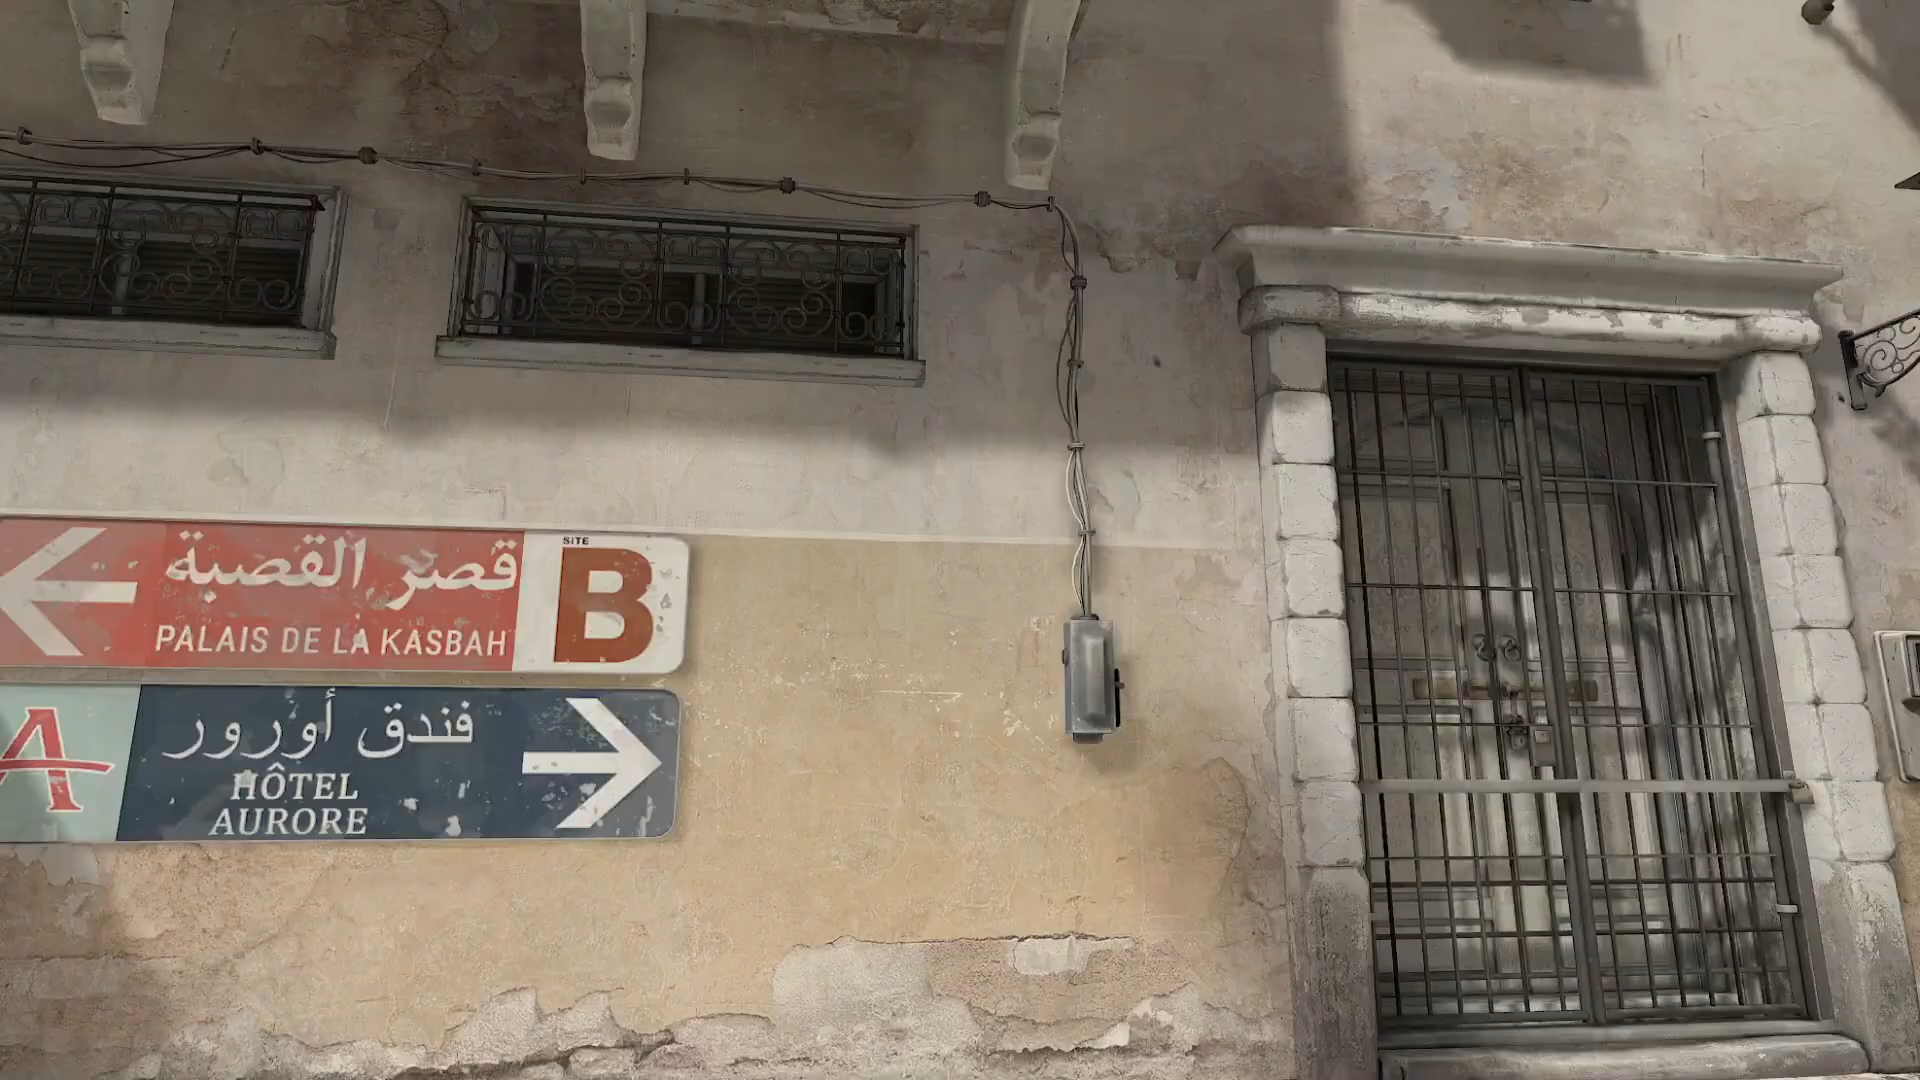 قصر القصبة
PALAIS DE LA KASBAH
SITE
B
A
فندق أورور
HÔTEL
AURORE